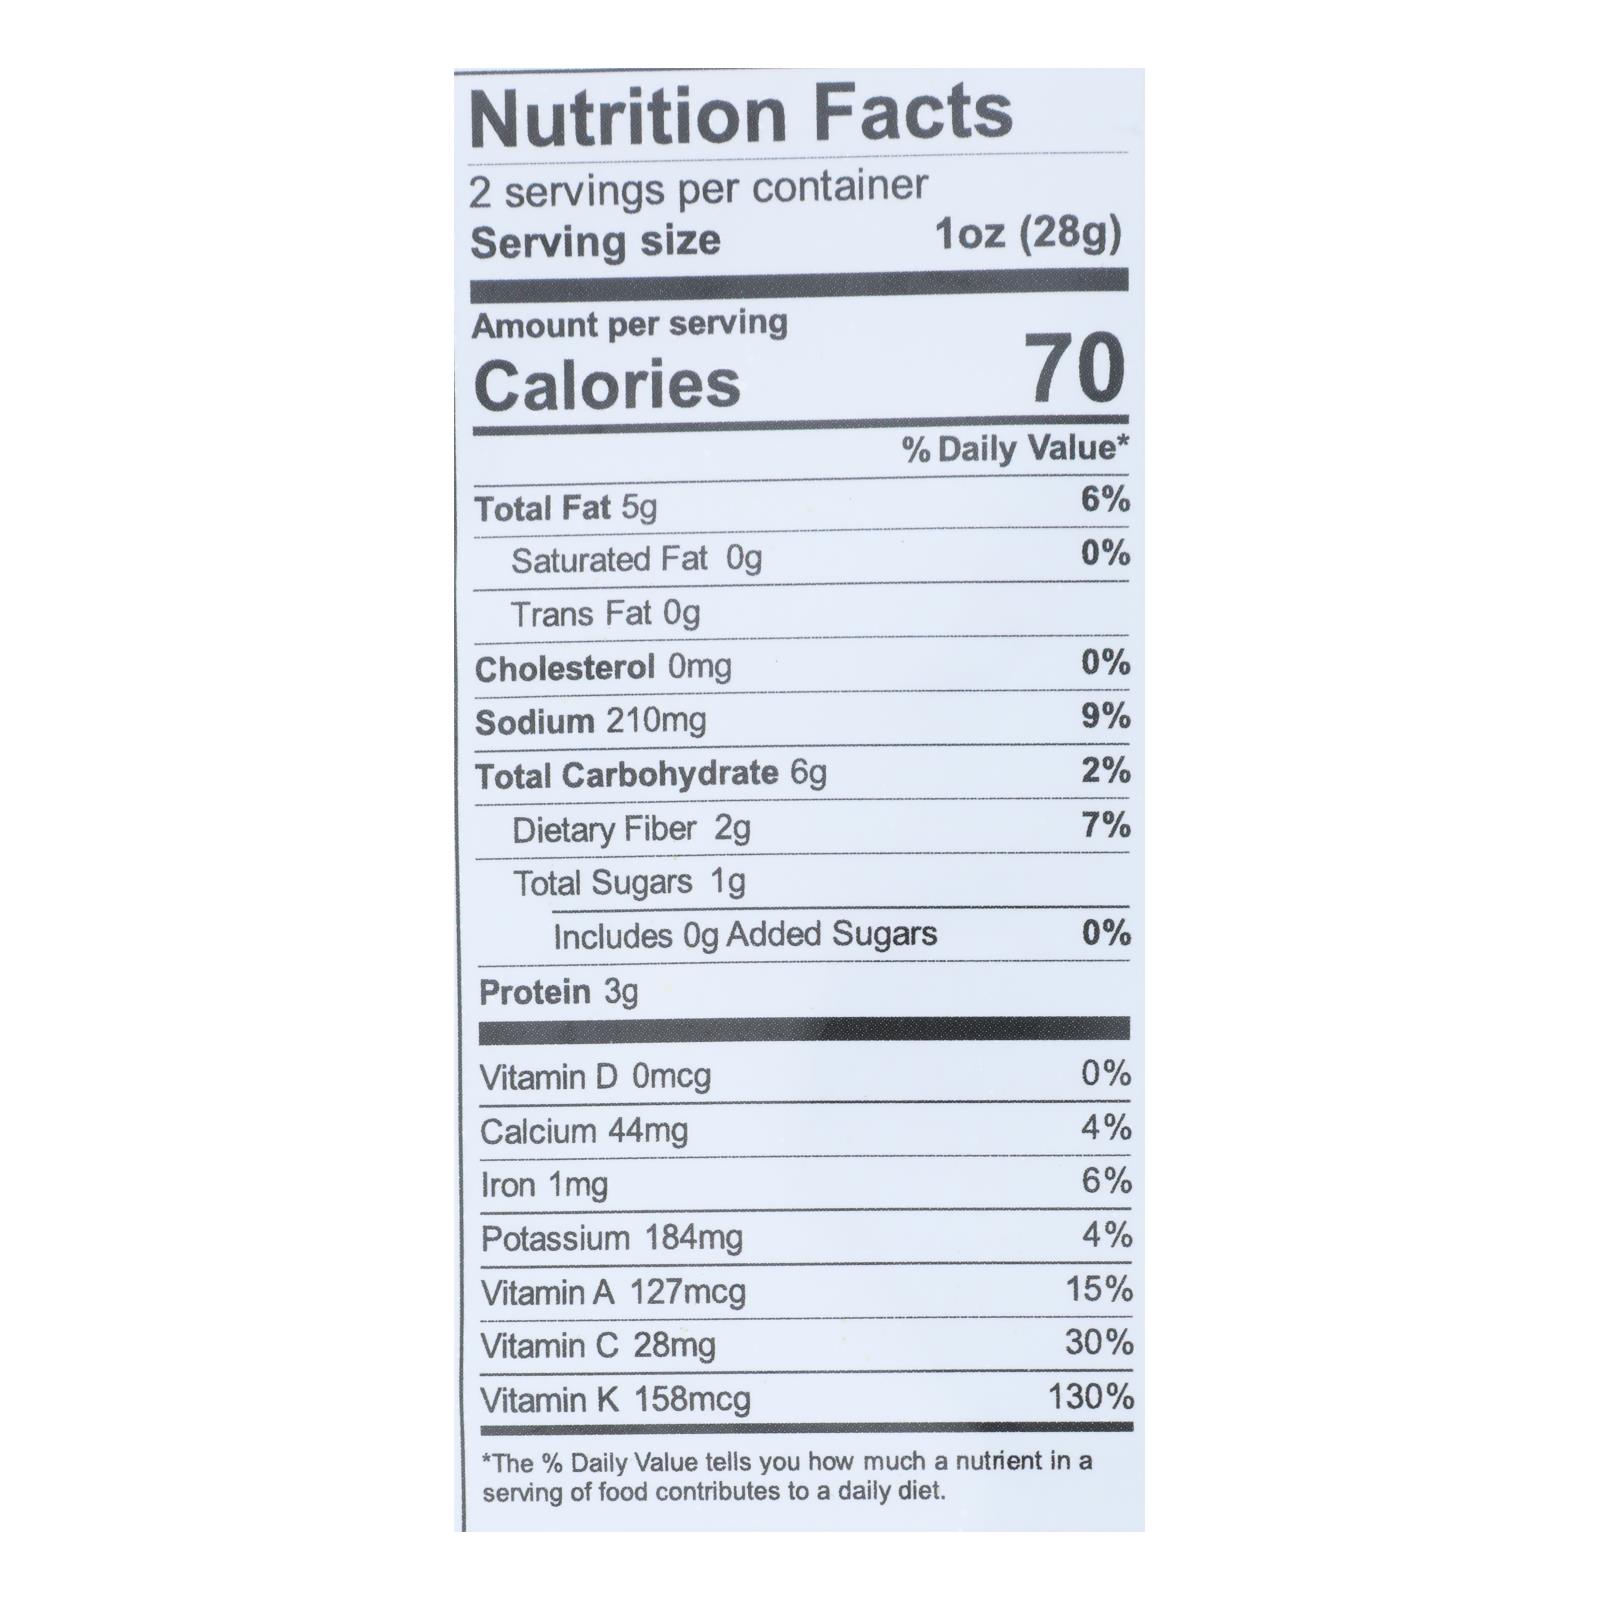 Nutrition Facts
2 servings per container
Serving size 1oz (28g)
Amount per serving
Calories 70
% Daily Value*
Total Fat 5g 6%
Saturated Fat 0g 0%
Trans Fat 0g
Cholesterol 0mg 0%
Sodium 210mg 9%
Total Carbohydrate 6g 2%
Dietary Fiber 2g 7%
Total Sugars 1g
Includes 0g Added Sugars 0%
Protein 3g
Vitamin D 0mcg 0%
Calcium 44mg 4%
Iron 1mg 6%
Potassium 184mg 4%
Vitamin A 127mcg 15%
Vitamin C 28mg 30%
Vitamin K 158mcg 130%
*The % Daily Value tells you how much a nutrient in a
serving of food contributes to a daily diet.